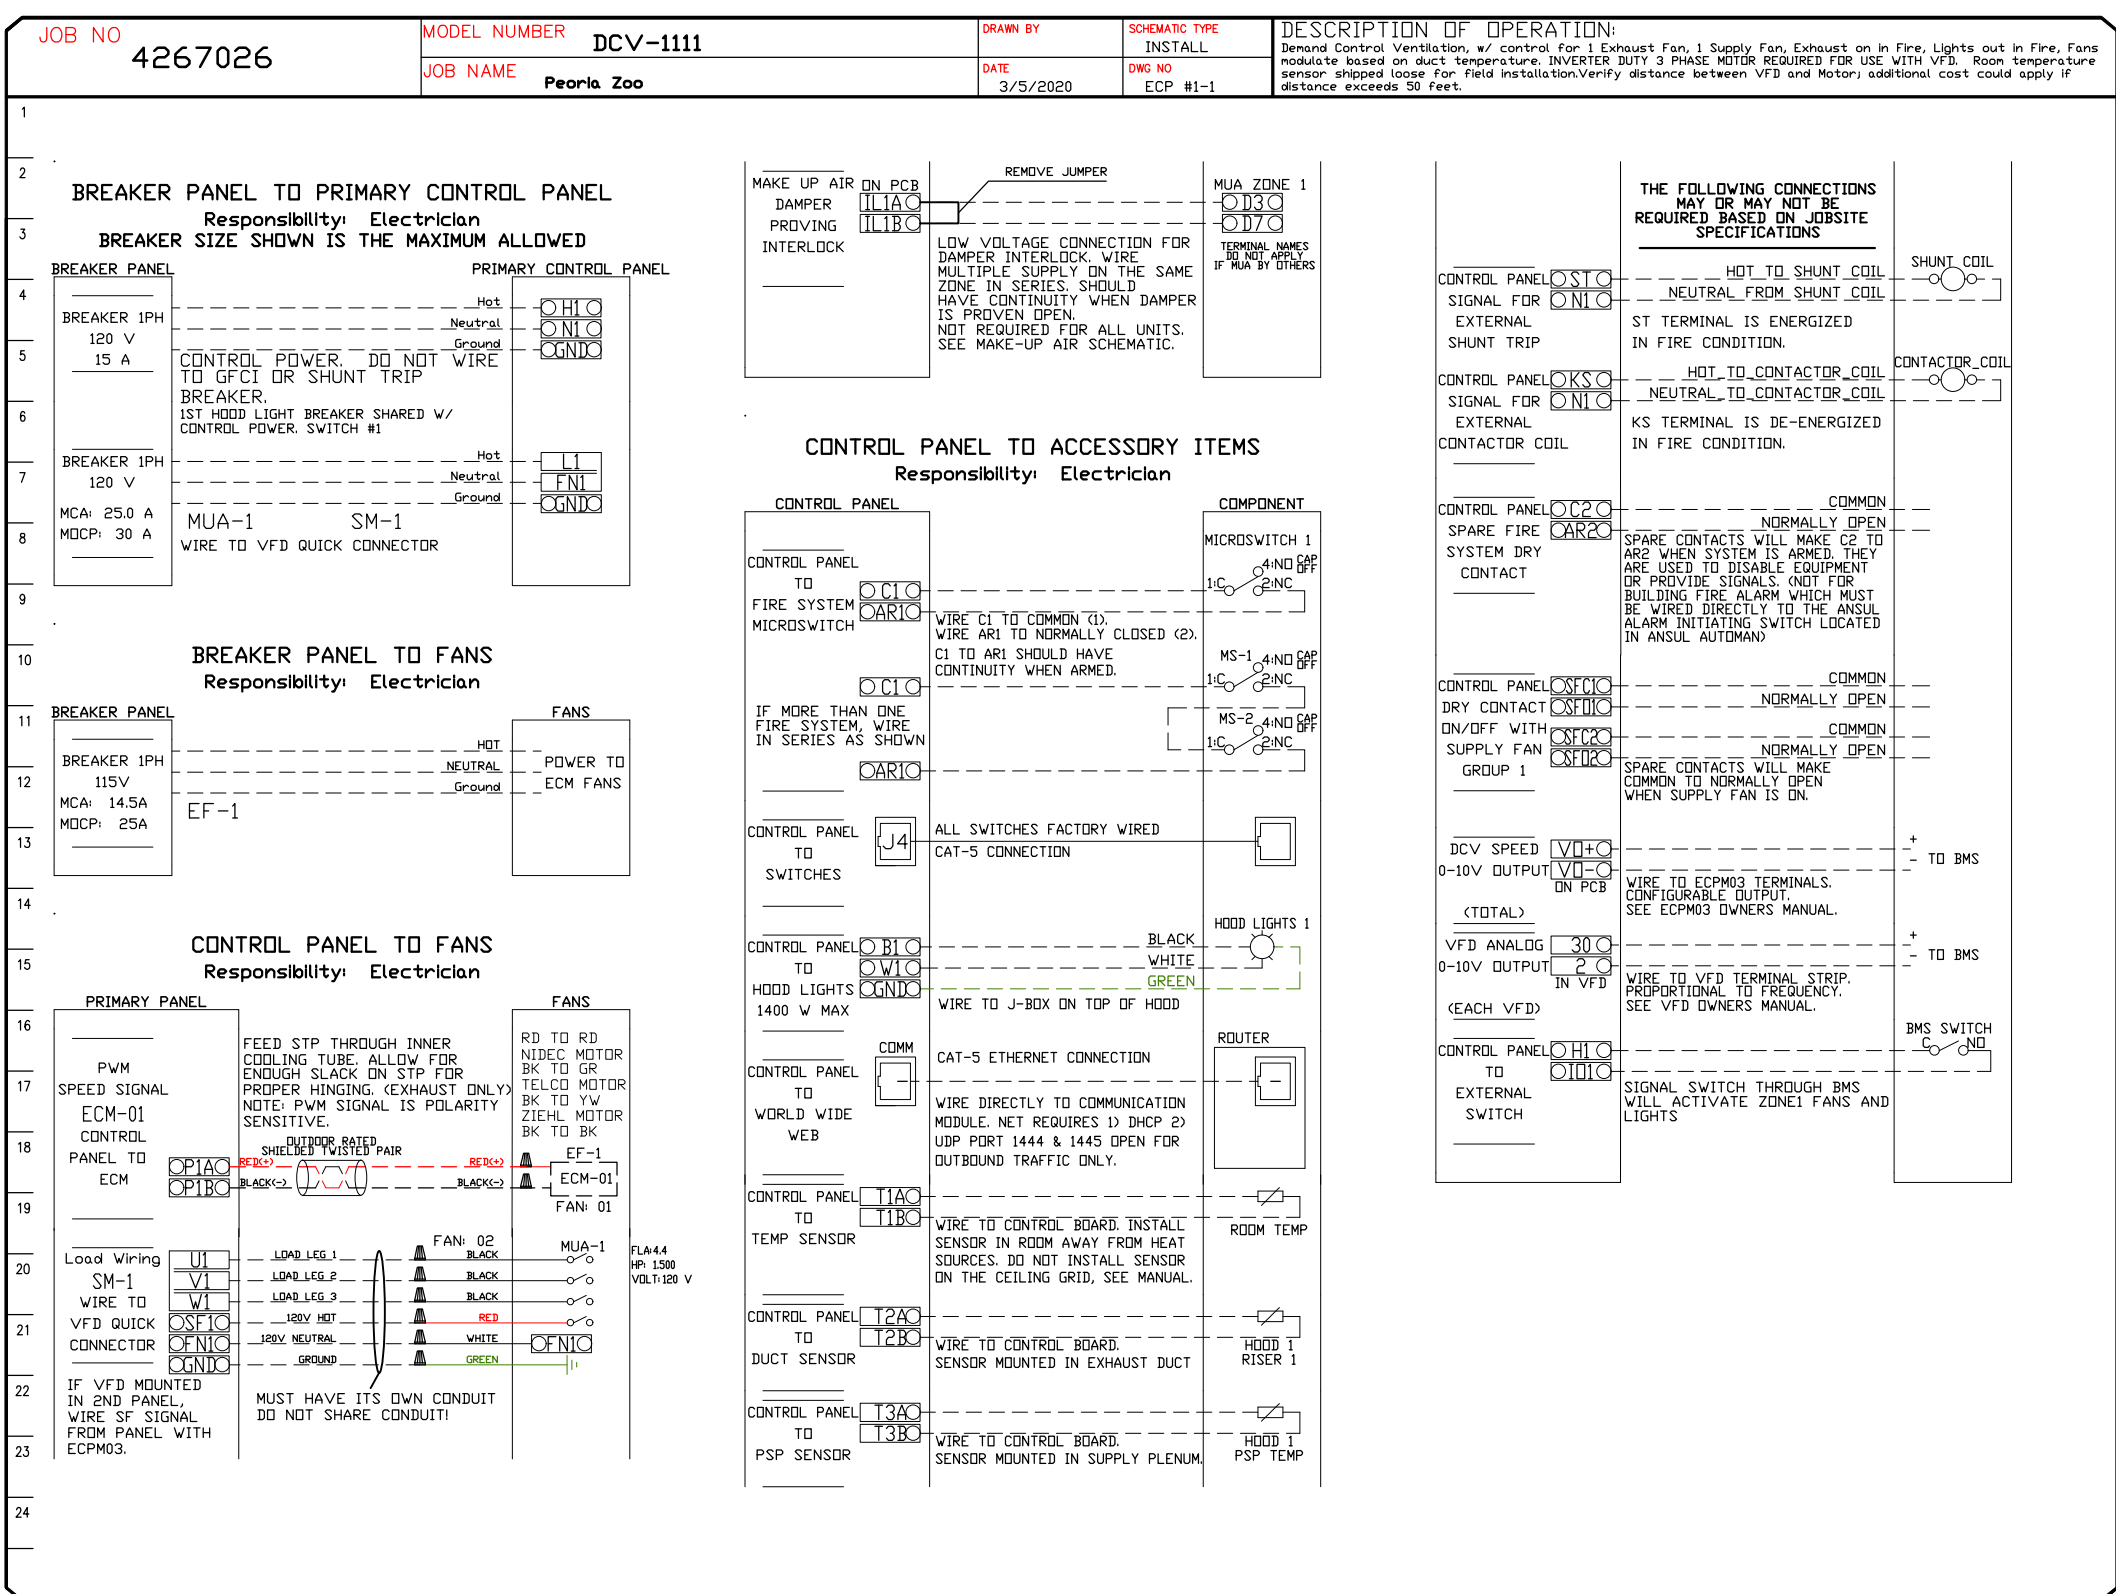 JOB NO
4267026
MODEL NUMBER
DCV-1111
JOB NAME
Peoria Zoo
DRAWN BY
DATE
3/5/2020
SCHEMATIC TYPE
INSTALL
DWG NO
ECP #1-1
DESCRIPTION OF OPERATION:
Demand Control Ventilation, w/ control for 1 Exhaust Fan, 1 Supply Fan, Exhaust on in Fire, Lights out in Fire, Fans
modulate based on duct temperature. INVERTER DUTY 3 PHASE MOTOR REQUIRED FOR USE WITH VFD. Room temperature
sensor shipped loose for field installation.Verify distance between VFD and Motor; additional cost could apply if
distance exceeds 50 feet.
1
2
3
4
5
6
7
8
9
10
11
12
13
14
15
16
17
18
19
20
21
22
23
24
BREAKER PANEL TO PRIMARY CONTROL PANEL
Responsibility: Electrician
BREAKER SIZE SHOWN IS THE MAXIMUM ALLOWED
BREAKER PANEL
PRIMARY CONTROL PANEL
BREAKER 1PH
120 V
15 A
Hot
H1
Neutral
N1
Ground
GND
CONTROL POWER. DO NOT WIRE
TO GFCI OR SHUNT TRIP
BREAKER.
1ST HOOD LIGHT BREAKER SHARED W/
CONTROL POWER. SWITCH #1
BREAKER 1PH
120 V
MCA: 25.0 A
MOCP: 30 A
Hot
L1
Neutral
FN1
Ground
GND
MUA-1 SM-1
WIRE TO VFD QUICK CONNECTOR
BREAKER PANEL TO FANS
Responsibility: Electrician
BREAKER PANEL
FANS
BREAKER 1PH
115V
MCA: 14.5A
MOCP: 25A
HOT
NEUTRAL
Ground
EF-1
POWER TO
ECM FANS
CONTROL PANEL TO FANS
Responsibility: Electrician
PRIMARY PANEL
FANS
PWM
SPEED SIGNAL
ECM-01
CONTROL
PANEL TO
ECM
FEED STP THROUGH INNER
COOLING TUBE. ALLOW FOR
ENOUGH SLACK ON STP FOR
PROPER HINGING. (EXHAUST ONLY)
NOTE: PWM SIGNAL IS POLARITY
SENSITIVE.
RD TO RD
NIDEC MOTOR
BK TO GR
TELCO MOTOR
BK TO YW
ZIEHL MOTOR
BK TO BK
OUTDOOR RATED
SHIELDED TWISTED PAIR
P1A
RED(+)
RED(+)
P1B
BLACK(-)
BLACK(-)
EF-1
ECM-01
FAN: 01
Load Wiring
SM-1
WIRE TO
VFD QUICK
CONNECTOR
FAN: 02
MUA-1
FLA:4.4
HP: 1.500
VOLT:120 V
U1
LOAD LEG 1
BLACK
V1
LOAD LEG 2
BLACK
W1
LOAD LEG 3
BLACK
SF1
120V HOT
RED
FN1
120V NEUTRAL
WHITE
FN1
GND
GROUND
GREEN
IF VFD MOUNTED
IN 2ND PANEL,
WIRE SF SIGNAL
FROM PANEL WITH
ECPM03.
MUST HAVE ITS OWN CONDUIT
DO NOT SHARE CONDUIT!
MAKE UP AIR
DAMPER
PROVING
INTERLOCK
ON PCB
IL1A
IL1B
REMOVE JUMPER
MUA ZONE 1
D3
D7
TERMINAL NAMES
DO NOT APPLY
IF MUA BY OTHERS
LOW VOLTAGE CONNECTION FOR
DAMPER INTERLOCK. WIRE
MULTIPLE SUPPLY ON THE SAME
ZONE IN SERIES. SHOULD
HAVE CONTINUITY WHEN DAMPER
IS PROVEN OPEN.
NOT REQUIRED FOR ALL UNITS.
SEE MAKE-UP AIR SCHEMATIC.
CONTROL PANEL TO ACCESSORY ITEMS
Responsibility: Electrician
CONTROL PANEL
COMPONENT
CONTROL PANEL
TO
FIRE SYSTEM
MICROSWITCH
C1
AR1
MICROSWITCH 1
4:NO CAP OFF
1:C
2:NC
WIRE C1 TO COMMON (1).
WIRE AR1 TO NORMALLY CLOSED (2).
C1 TO AR1 SHOULD HAVE
CONTINUITY WHEN ARMED.
C1
MS-1
4:NO CAP OFF
1:C
2:NC
IF MORE THAN ONE
FIRE SYSTEM, WIRE
IN SERIES AS SHOWN
MS-2
4:NO CAP OFF
1:C
2:NC
AR1
CONTROL PANEL
TO
SWITCHES
J4
ALL SWITCHES FACTORY WIRED
CAT-5 CONNECTION
CONTROL PANEL
TO
HOOD LIGHTS
1400 W MAX
B1
W1
GND
BLACK
WHITE
GREEN
HOOD LIGHTS 1
WIRE TO J-BOX ON TOP OF HOOD
CONTROL PANEL
TO
WORLD WIDE
WEB
COMM
CAT-5 ETHERNET CONNECTION
ROUTER
WIRE DIRECTLY TO COMMUNICATION
MODULE. NET REQUIRES 1) DHCP 2)
UDP PORT 1444 & 1445 OPEN FOR
OUTBOUND TRAFFIC ONLY.
CONTROL PANEL
TO
TEMP SENSOR
T1A
T1B
ROOM TEMP
WIRE TO CONTROL BOARD. INSTALL
SENSOR IN ROOM AWAY FROM HEAT
SOURCES. DO NOT INSTALL SENSOR
ON THE CEILING GRID, SEE MANUAL.
CONTROL PANEL
TO
DUCT SENSOR
T2A
T2B
WIRE TO CONTROL BOARD.
SENSOR MOUNTED IN EXHAUST DUCT
HOOD 1
RISER 1
CONTROL PANEL
TO
PSP SENSOR
T3A
T3B
WIRE TO CONTROL BOARD.
SENSOR MOUNTED IN SUPPLY PLENUM.
HOOD 1
PSP TEMP
THE FOLLOWING CONNECTIONS
MAY OR MAY NOT BE
REQUIRED BASED ON JOBSITE
SPECIFICATIONS
CONTROL PANEL
SIGNAL FOR
EXTERNAL
SHUNT TRIP
ST
N1
HOT TO SHUNT COIL
NEUTRAL FROM SHUNT COIL
SHUNT COIL
ST TERMINAL IS ENERGIZED
IN FIRE CONDITION.
CONTROL PANEL
SIGNAL FOR
EXTERNAL
CONTACTOR COIL
KS
N1
HOT TO CONTACTOR COIL
NEUTRAL TO CONTACTOR COIL
CONTACTOR COIL
KS TERMINAL IS DE-ENERGIZED
IN FIRE CONDITION.
CONTROL PANEL
SPARE FIRE
SYSTEM DRY
CONTACT
C2
AR2
COMMON
NORMALLY OPEN
SPARE CONTACTS WILL MAKE C2 TO
AR2 WHEN SYSTEM IS ARMED. THEY
ARE USED TO DISABLE EQUIPMENT
OR PROVIDE SIGNALS. (NOT FOR
BUILDING FIRE ALARM WHICH MUST
BE WIRED DIRECTLY TO THE ANSUL
ALARM INITIATING SWITCH LOCATED
IN ANSUL AUTOMAN)
CONTROL PANEL
DRY CONTACT
ON/OFF WITH
SUPPLY FAN
GROUP 1
SFC1
SFO1
SFC2
SFO2
COMMON
NORMALLY OPEN
COMMON
NORMALLY OPEN
SPARE CONTACTS WILL MAKE
COMMON TO NORMALLY OPEN
WHEN SUPPLY FAN IS ON.
DCV SPEED
0-10V OUTPUT
(TOTAL)
VO+
VO-
ON PCB
+
- TO BMS
WIRE TO ECPM03 TERMINALS.
CONFIGURABLE OUTPUT.
SEE ECPM03 OWNERS MANUAL.
VFD ANALOG
0-10V OUTPUT
(EACH VFD)
30
2
IN VFD
+
- TO BMS
WIRE TO VFD TERMINAL STRIP.
PROPORTIONAL TO FREQUENCY.
SEE VFD OWNERS MANUAL.
CONTROL PANEL
TO
EXTERNAL
SWITCH
H1
IO1
BMS SWITCH
C
NO
SIGNAL SWITCH THROUGH BMS
WILL ACTIVATE ZONE1 FANS AND
LIGHTS